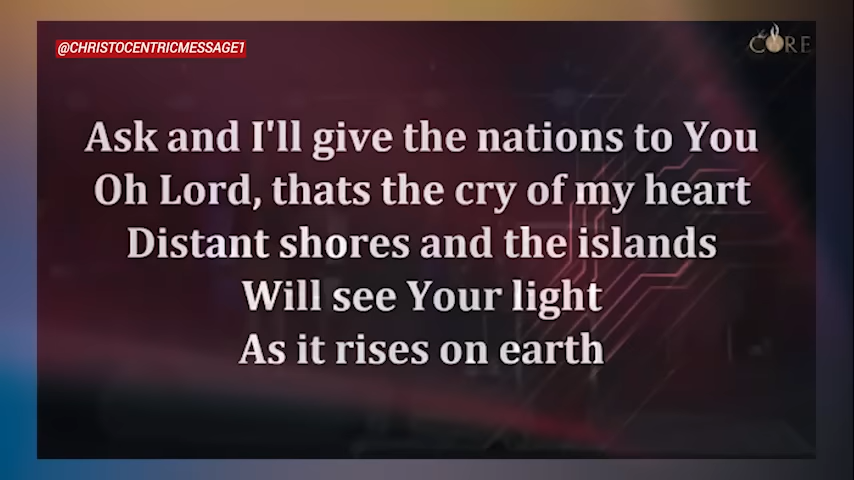 @CHRISTOCENTRICMESSAGE1
CORE
Ask and I'll give the nations to You
Oh Lord, thats the cry of my heart
Distant shores and the islands
Will see Your light
As it rises on earth